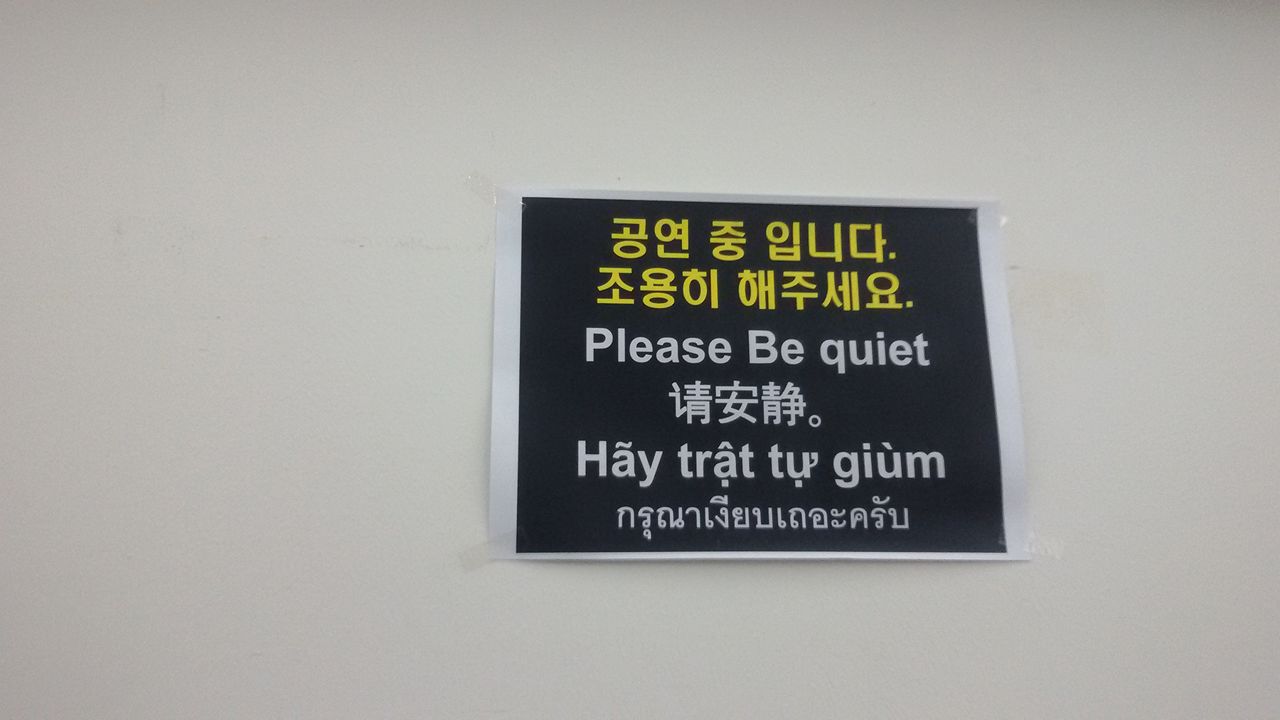 공연 중 입니다.
조용히 해주세요.
Please Be quiet
请安静。
Hãy trật tự giùm
กรุณาเงียบเถอะครับ